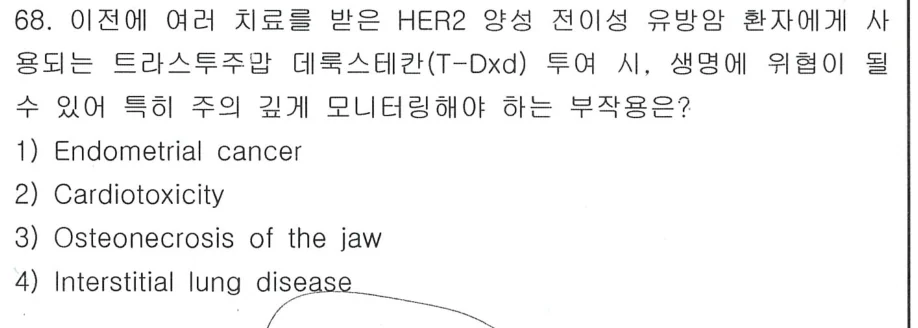 68. 이전에 여러 치료를 받은 HER2 양성 전이성 유방암 환자에게 사
용되는 트라스투주맙 데룩스테칸(T-Dxd) 투여 시, 생명에 위협이 될
수 있어 특히 주의 깊게 모니터링해야 하는 부작용은?
1) Endometrial cancer
2) Cardiotoxicity
3) Osteonecrosis of the jaw
4) Interstitial lung disease